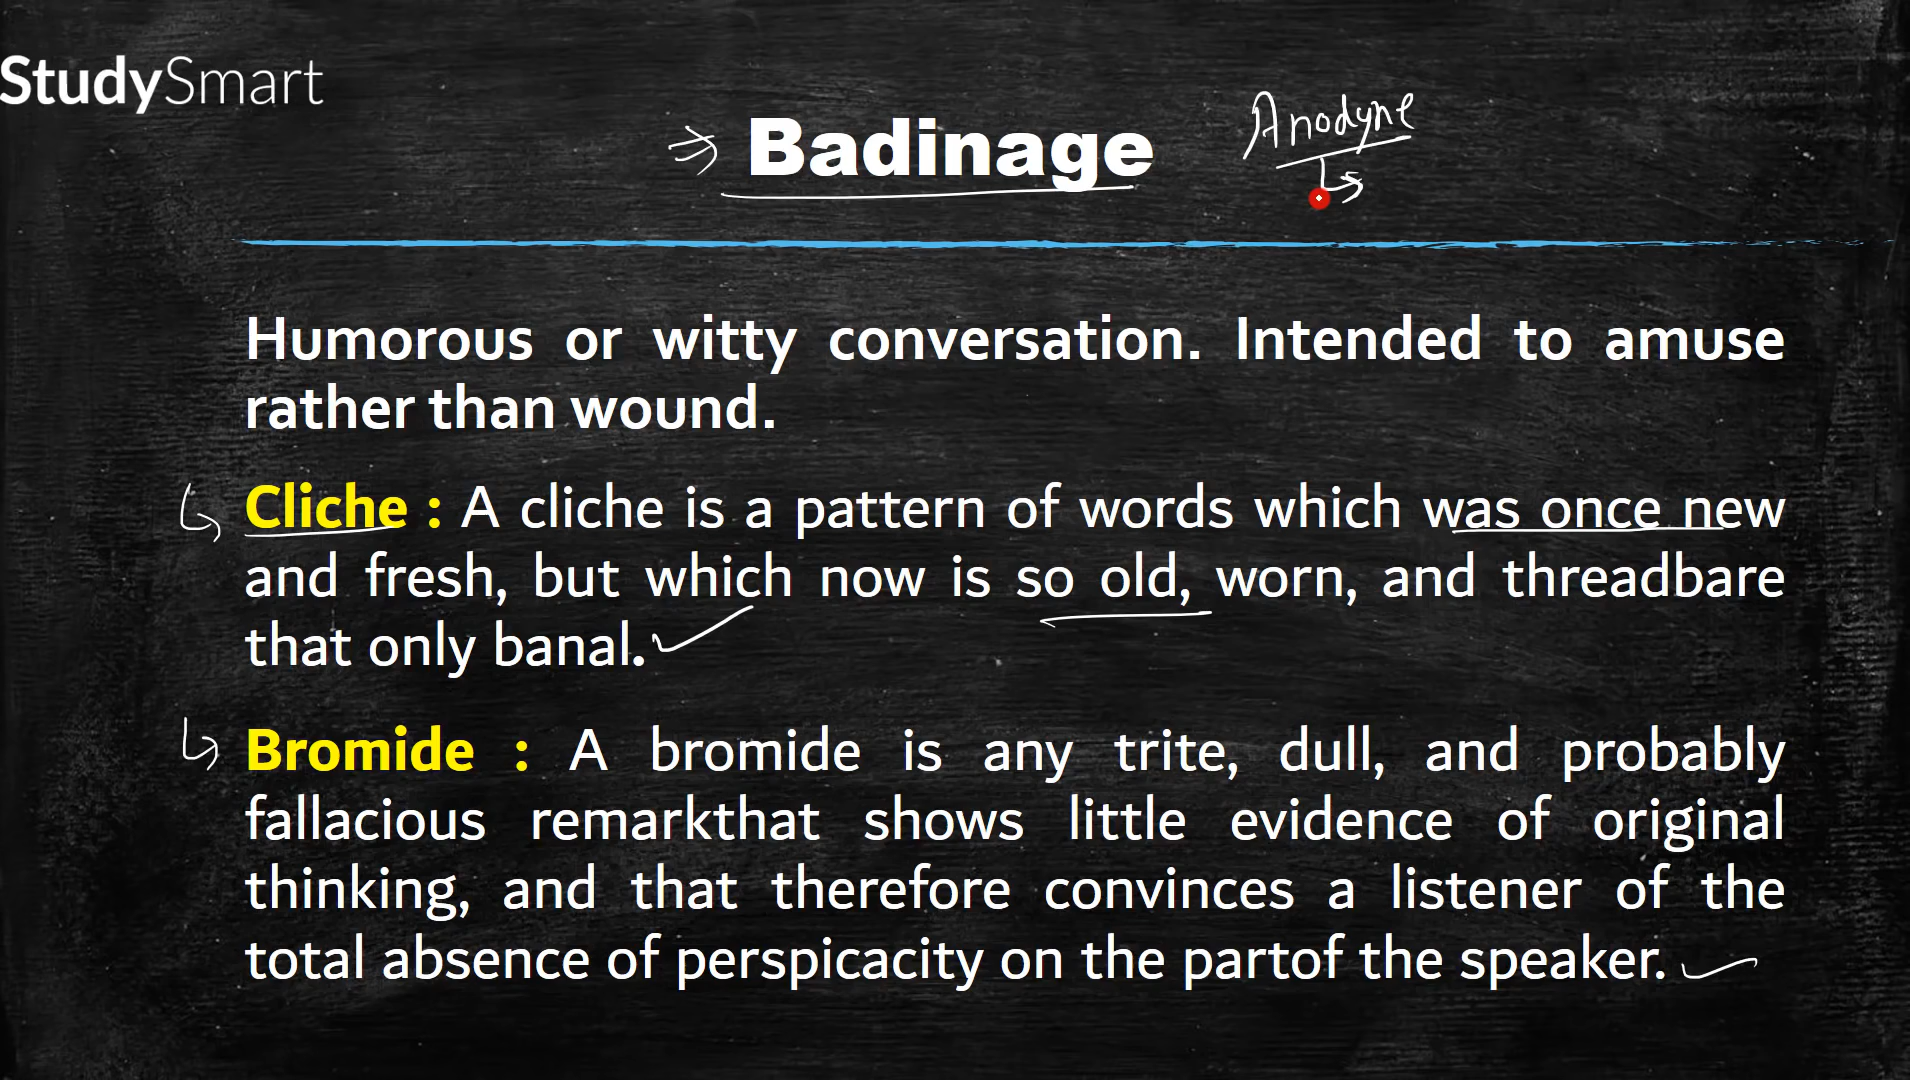 StudySmart
Badinage
Anodyne
Humorous or witty conversation. Intended to amuse
rather than wound.
Cliche : A cliche is a pattern of words which was once new
and fresh, but which now is so old, worn, and threadbare
that only banal.
Bromide : A bromide is any trite, dull, and probably
fallacious remarkthat shows little evidence of original
thinking, and that therefore convinces a listener of the
total absence of perspicacity on the partof the speaker.